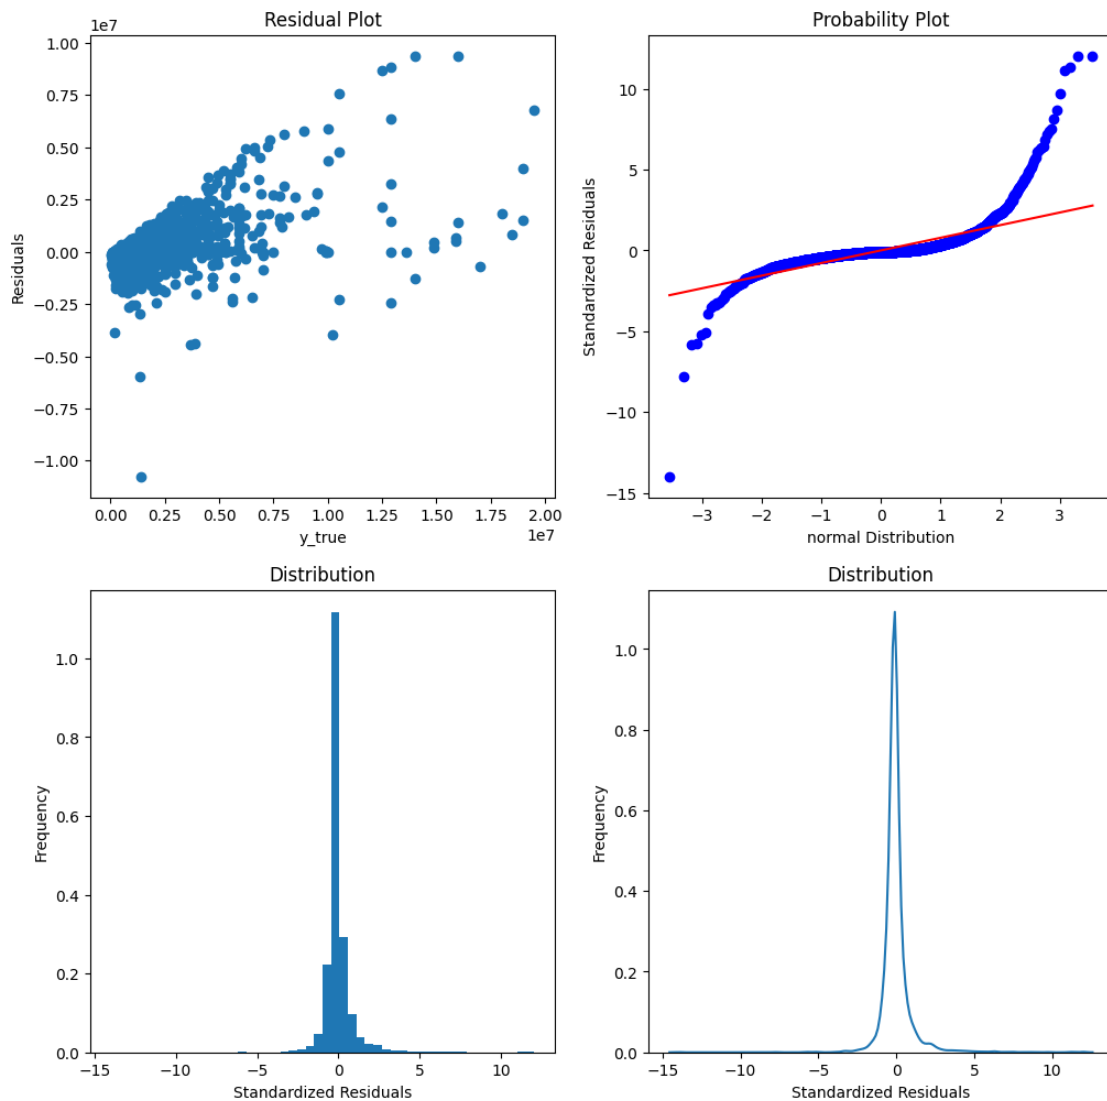 Residual Plot
1e7
1.00
0.75
0.50
0.25
0.00
−0.25
−0.50
−0.75
−1.00
Residuals
0.00 0.25 0.50 0.75 1.00 1.25 1.50 1.75 2.00
1e7
y_true
Probability Plot
10
5
0
−5
−10
−15
Standardized Residuals
−3 −2 −1 0 1 2 3
normal Distribution
Distribution
1.0
0.8
0.6
0.4
0.2
0.0
Frequency
−15 −10 −5 0 5 10
Standardized Residuals
Distribution
1.0
0.8
0.6
0.4
0.2
0.0
Frequency
−15 −10 −5 0 5 10
Standardized Residuals